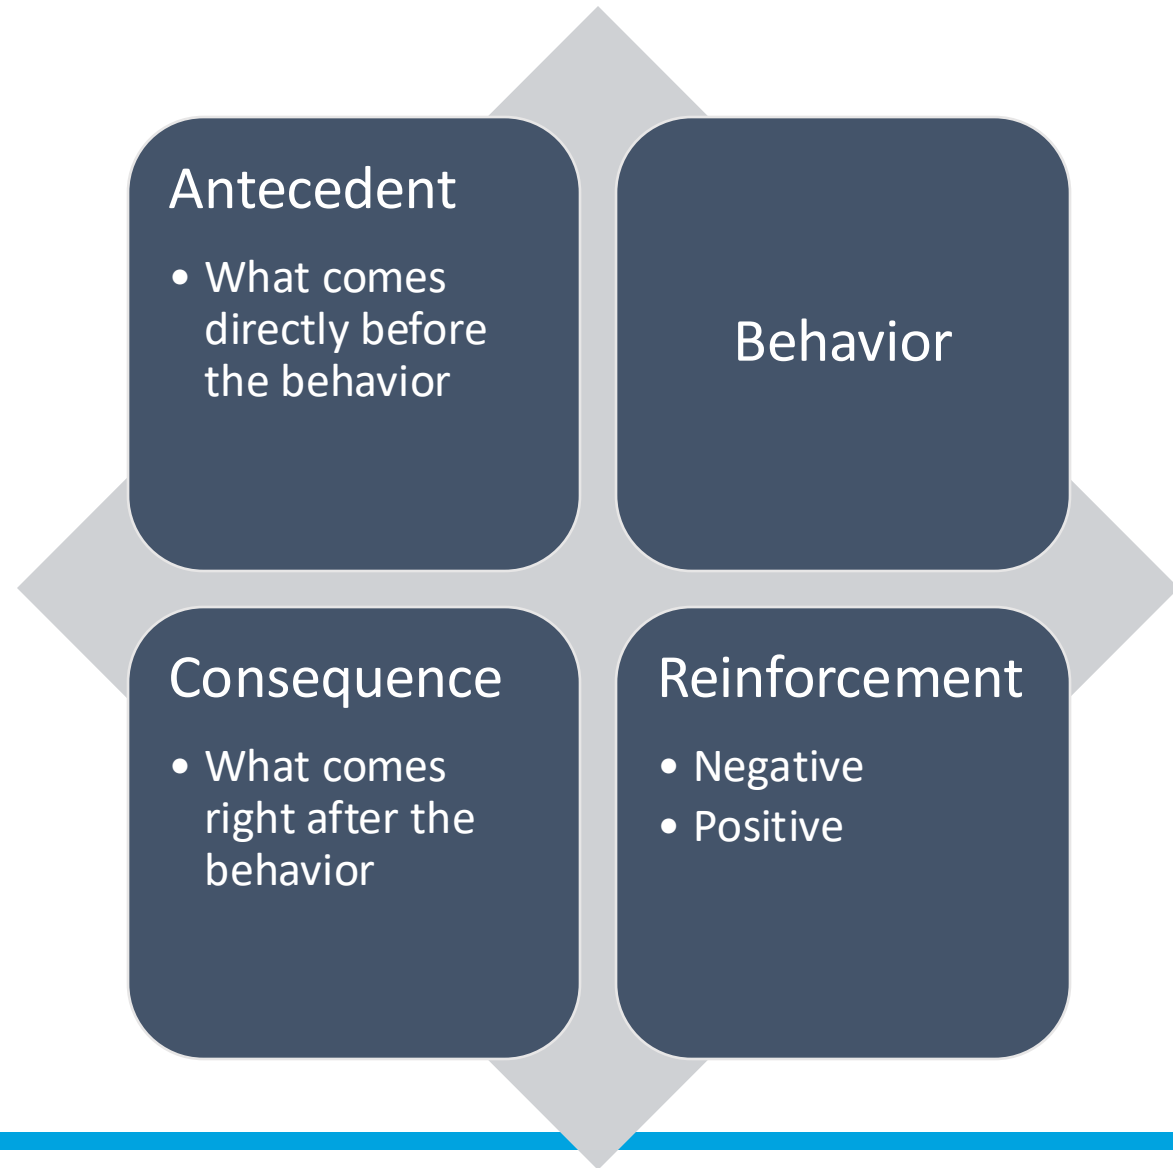 Antecedent
• What comes
directly before
the behavior
Behavior
Consequence
• What comes
right after the
behavior
Reinforcement
• Negative
• Positive